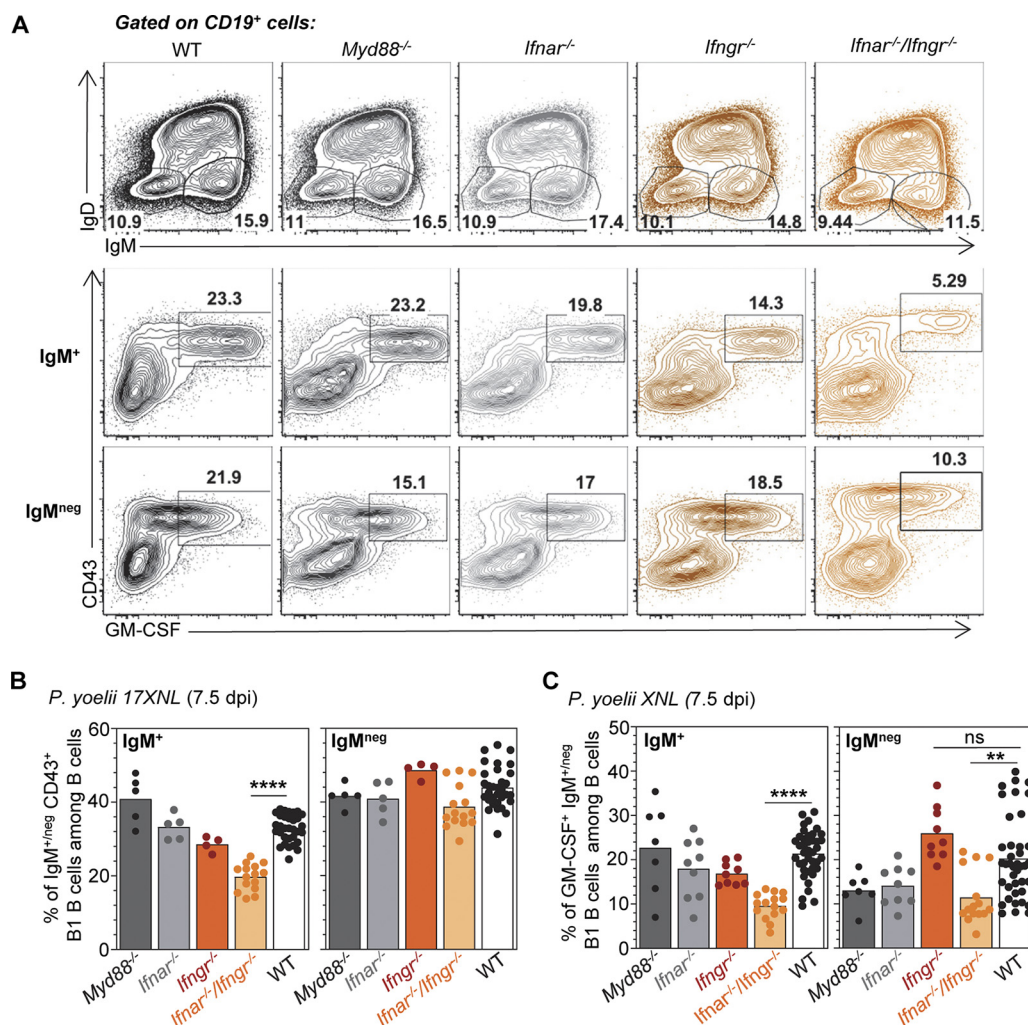 A
Gated on CD19+ cells:
WT
Myd88-/-
Ifnar-/-
Ifngr-/-
Ifnar-/-/Ifngr-/-
IgD
10.9
15.9
11
16.5
10.9
17.4
10.1
14.8
9.44
11.5
IgM
IgM+
23.3
23.2
19.8
14.3
5.29
IgMneg
21.9
15.1
17
18.5
10.3
CD43
GM-CSF
B
P. yoelii 17XNL (7.5 dpi)
% of IgM+/neg CD43+
B1 B cells among B cells
60
40
20
0
IgM+
****
IgMneg
Myd88-/-
Ifnar-/-
Ifngr-/-
Ifnar-/-/Ifngr-/-
WT
Myd88-/-
Ifnar-/-
Ifngr-/-
Ifnar-/-/Ifngr-/-
WT
C
P. yoelii XNL (7.5 dpi)
% of GM-CSF+ IgM+/neg
B1 B cells among B cells
50
40
30
20
10
0
IgM+
****
IgMneg
ns
**
Myd88-/-
Ifnar-/-
Ifngr-/-
Ifnar-/-/Ifngr-/-
WT
Myd88-/-
Ifnar-/-
Ifngr-/-
Ifnar-/-/Ifngr-/-
WT